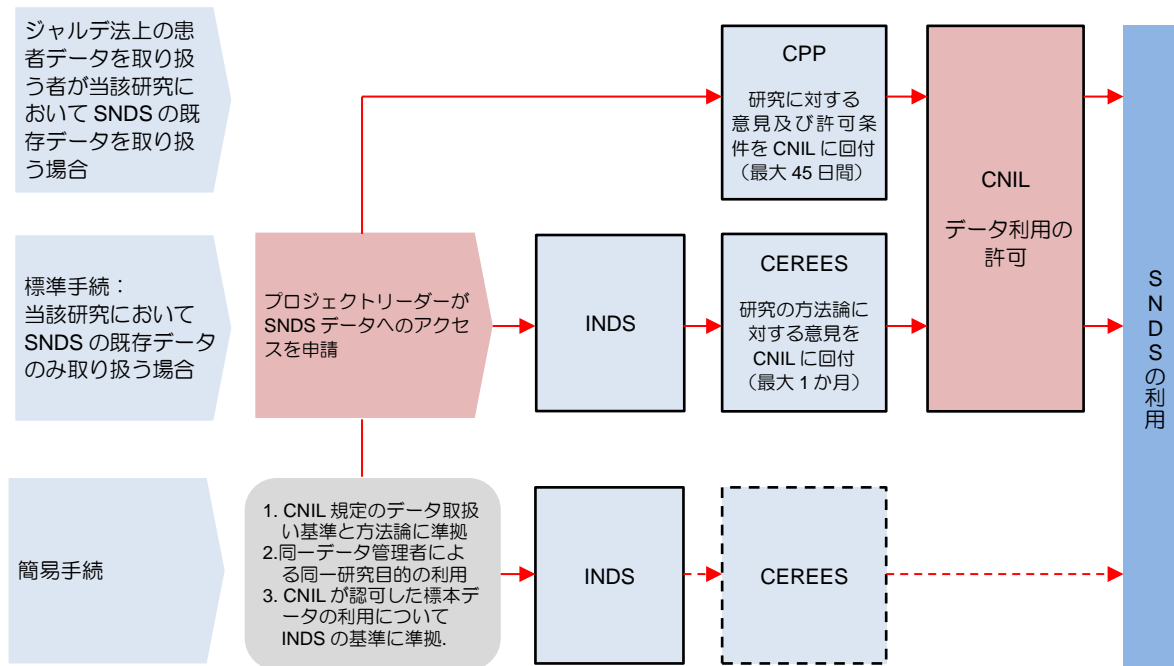 ジャルデ法上の患
者データを取り扱
う者が当該研究に
おいて SNDS の既
存データを取り扱
う場合
CPP
研究に対する
意見及び許可条
件を CNIL に回付
（最大 45 日間）
CNIL
データ利用の
許可
標準手続：
当該研究において
SNDS の既存データ
のみ取り扱う場合
プロジェクトリーダーが
SNDS データへのアクセ
スを申請
INDS
CEREES
研究の方法論に
対する意見を
CNIL に回付
（最大 1 か月）
SNDSの利用
簡易手続
1. CNIL 規定のデータ取扱
い基準と方法論に準拠
2.同一データ管理者によ
る同一研究目的の利用
3. CNIL が認可した標本デ
ータの利用について
INDS の基準に準拠.
INDS
CEREES